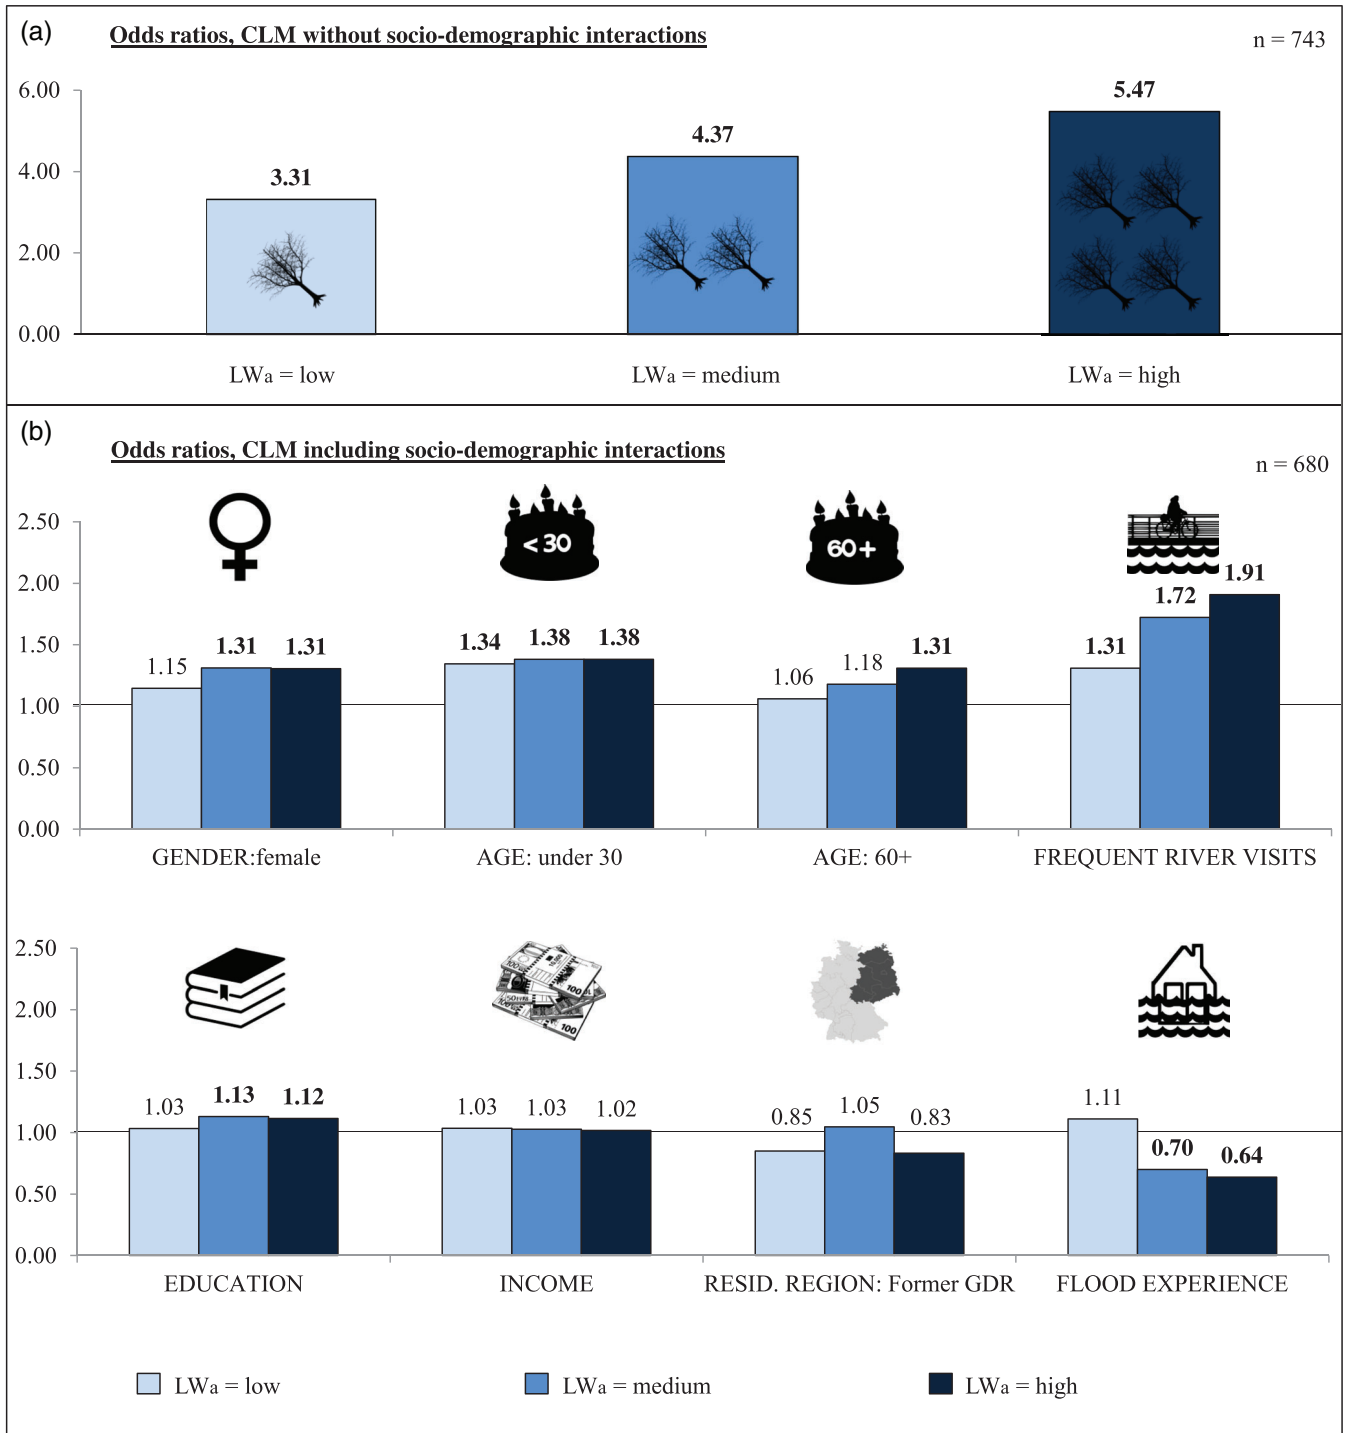 (a)
Odds ratios, CLM without socio-demographic interactions
n = 743
6.00
4.00
2.00
0.00
3.31
4.37
5.47
LWa = low
LWa = medium
LWa = high
(b)
Odds ratios, CLM including socio-demographic interactions
n = 680
2.50
2.00
1.50
1.00
0.50
0.00
< 30
60+
1.15
1.31
1.31
1.34
1.38
1.38
1.06
1.18
1.31
1.31
1.72
1.91
GENDER:female
AGE: under 30
AGE: 60+
FREQUENT RIVER VISITS
2.50
2.00
1.50
1.00
0.50
0.00
1.03
1.13
1.12
1.03
1.03
1.02
0.85
1.05
0.83
1.11
0.70
0.64
EDUCATION
INCOME
RESID. REGION: Former GDR
FLOOD EXPERIENCE
LWa = low
LWa = medium
LWa = high